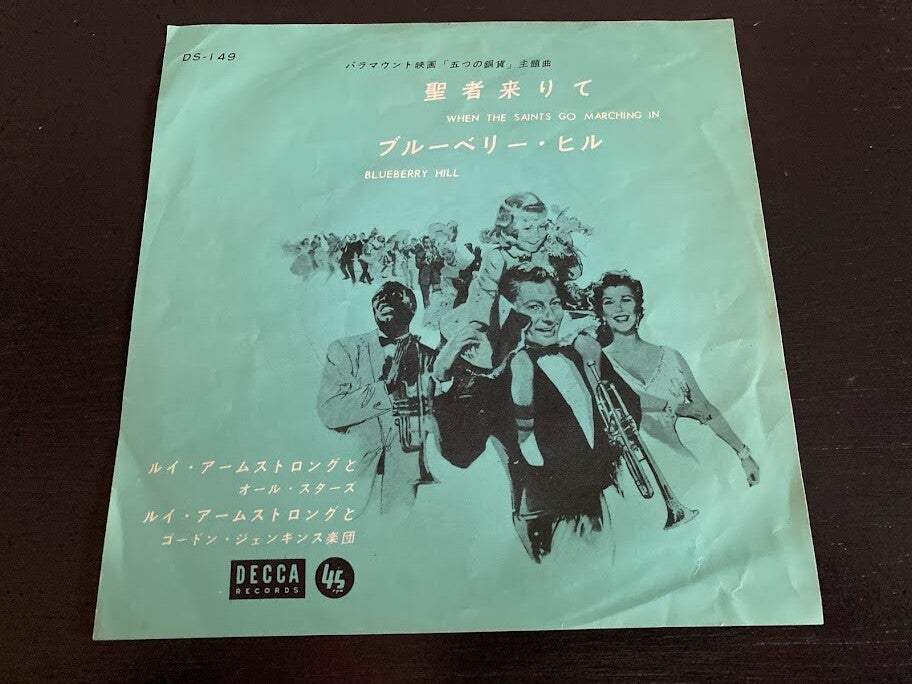 DS-149
パラマウント映画「五つの銅貨」主題曲
聖者来りて
WHEN THE SAINTS GO MARCHING IN
ブルーベリー・ヒル
BLUEBERRY HILL
ルイ・アームストロングと
オール・スターズ
ルイ・アームストロングと
ゴードン・ジェンキンス楽団
DECCA
RECORDS
45